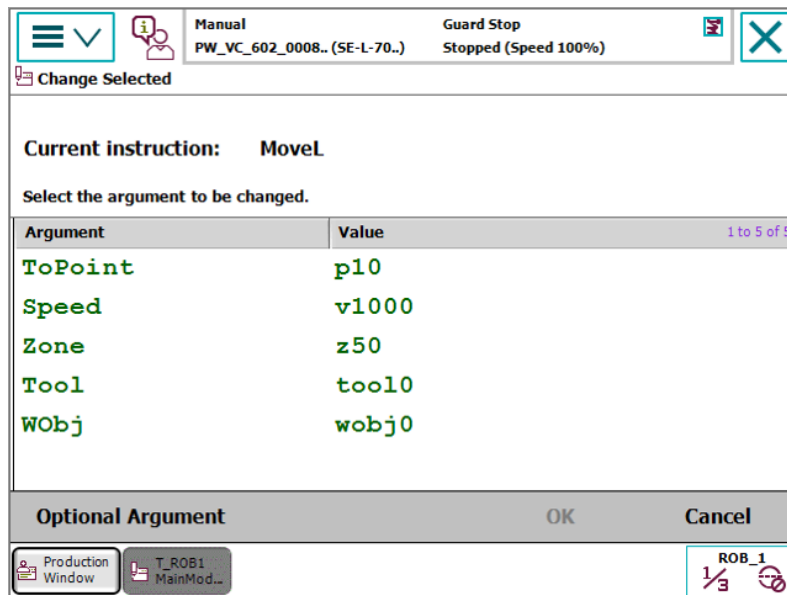 Manual
Guard Stop
PW_VC_602_0008.. (SE-L-70..)
Stopped (Speed 100%)
Change Selected
Current instruction: MoveL
Select the argument to be changed.
Argument Value 1 to 5 of 5
ToPoint p10
Speed v1000
Zone z50
Tool tool0
WObj wobj0
Optional Argument OK Cancel
Production
Window
T_ROB1
MainMod...
ROB_1
1/3